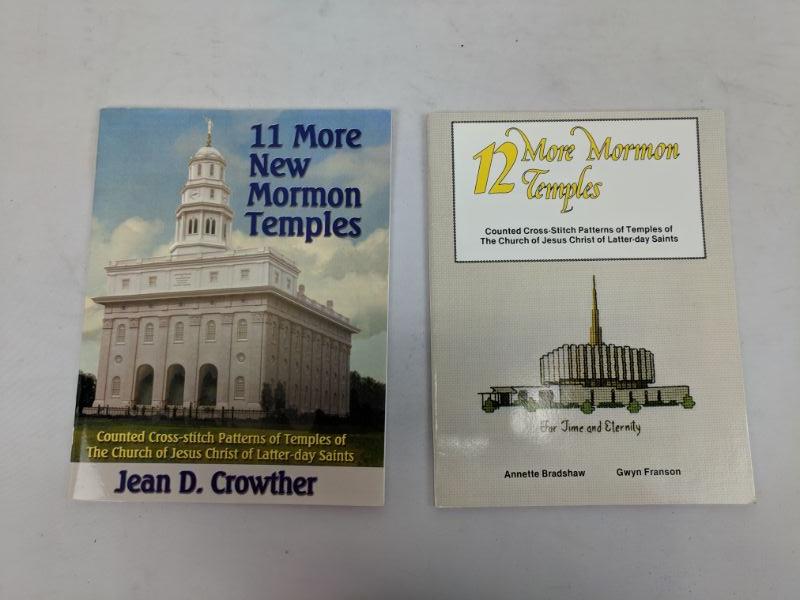 11 More
New
Mormon
Temples
Counted Cross-stitch Patterns of Temples of
The Church of Jesus Christ of Latter-day Saints
Jean D. Crowther
12 More Mormon
Temples
Counted Cross-Stitch Patterns of Temples of
The Church of Jesus Christ of Latter-day Saints
For Time and Eternity
Annette Bradshaw Gwyn Franson